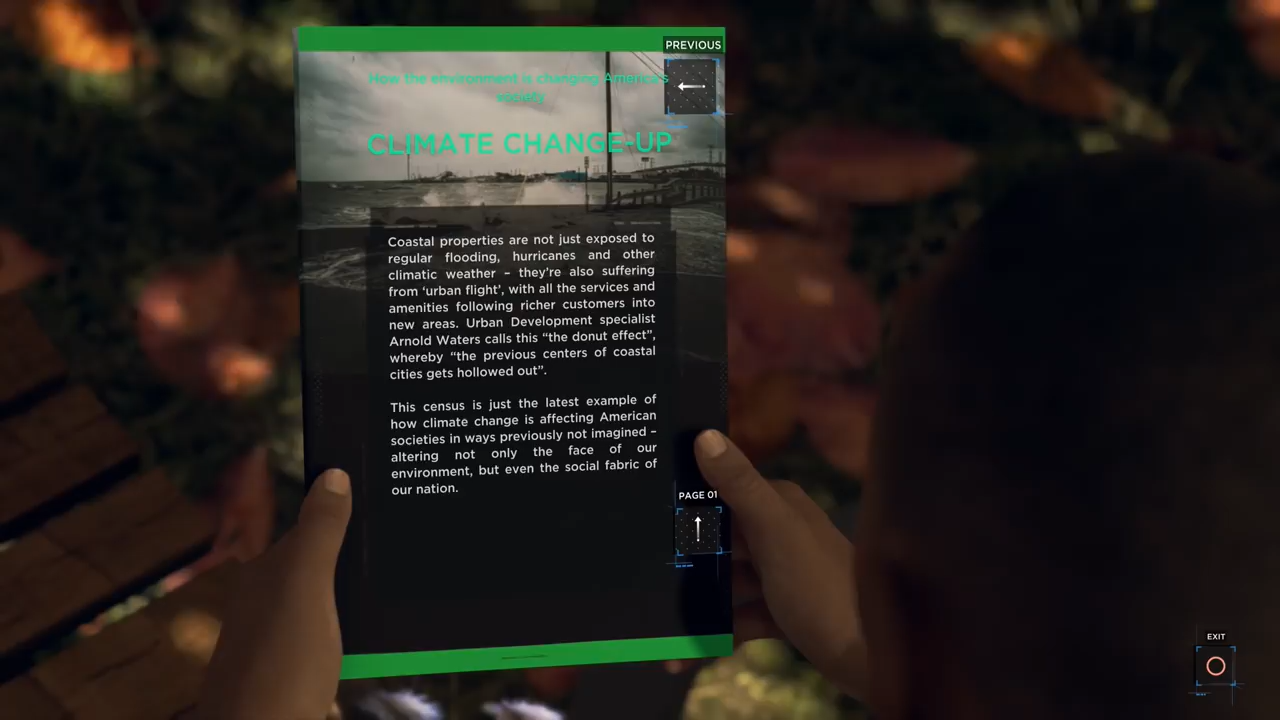 PREVIOUS
How the environment is changing America's
society
CLIMATE CHANGE-UP
Coastal properties are not just exposed to
regular flooding, hurricanes and other
climatic weather – they're also suffering
from ‘urban flight’, with all the services and
amenities following richer customers into
new areas. Urban Development specialist
Arnold Waters calls this “the donut effect”,
whereby “the previous centers of coastal
cities gets hollowed out”.
This census is just the latest example of
how climate change is affecting American
societies in ways previously not imagined –
altering not only the face of our
environment, but even the social fabric of
our nation.
PAGE 01
EXIT